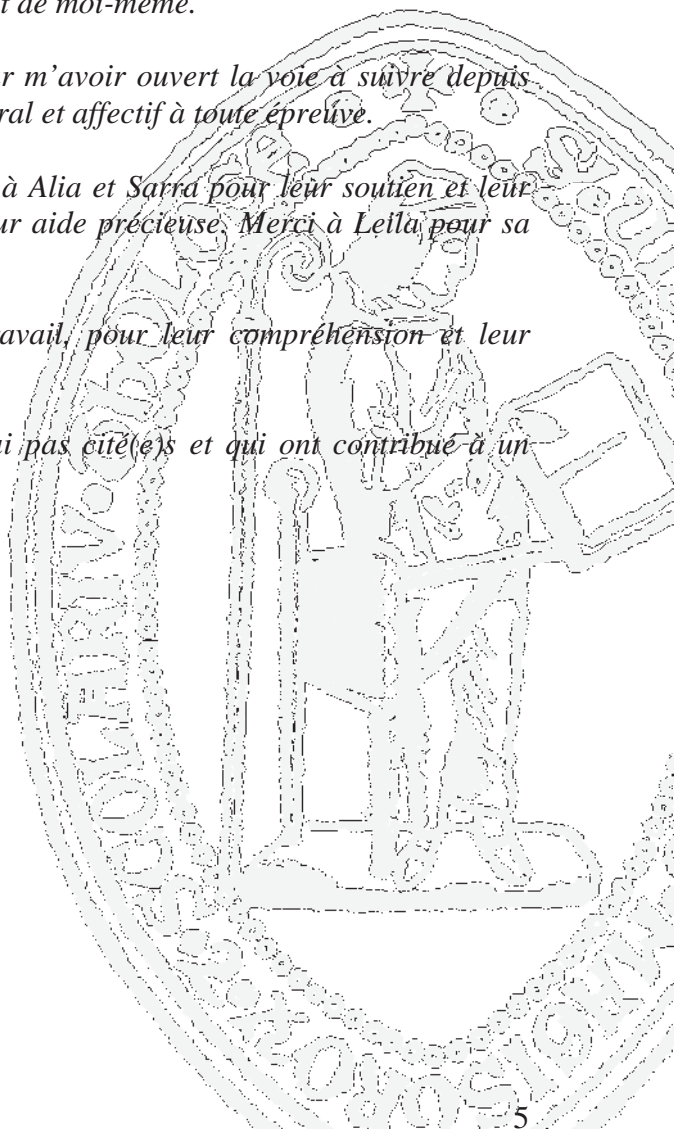 t de moi-même.
r m'avoir ouvert la voie à suivre depuis
ral et affectif à toute épreuve.
à Alia et Sarra pour leur soutien et leur
ur aide précieuse. Merci à Leila pour sa
avail, pour leur compréhension et leur
i pas cité(e)s et qui ont contribué à un
5